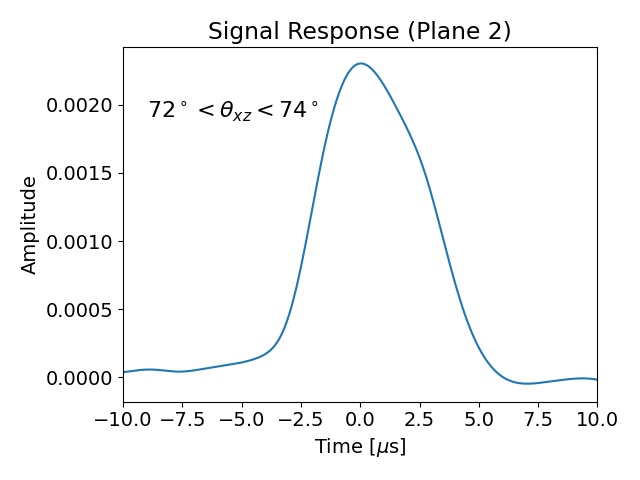 Signal Response (Plane 2)
72° < θxz < 74°
Amplitude
0.0020
0.0015
0.0010
0.0005
0.0000
−10.0 −7.5 −5.0 −2.5 0.0 2.5 5.0 7.5 10.0
Time [μs]